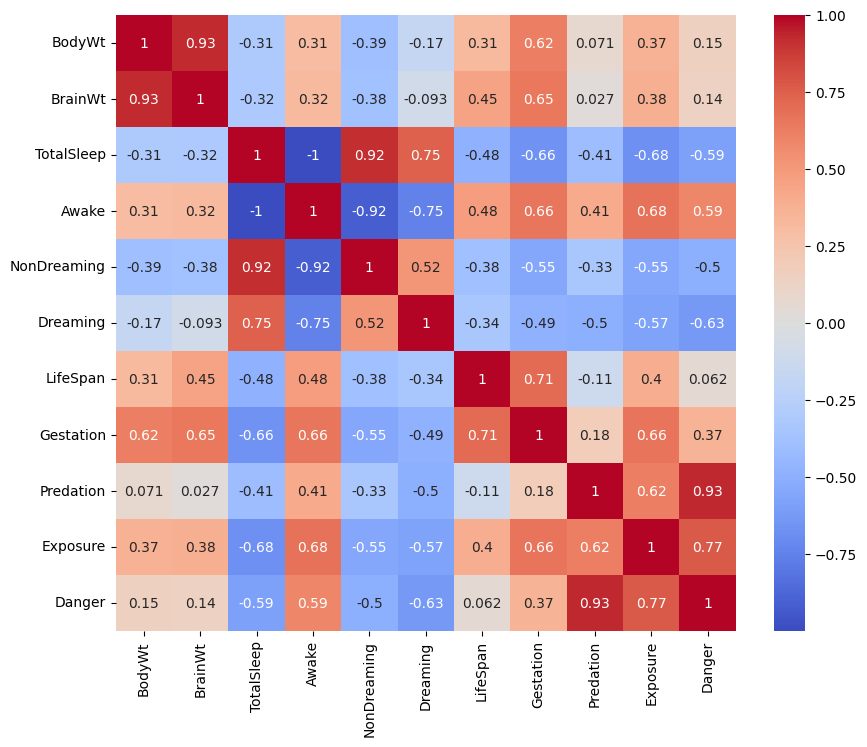 BodyWt 1 0.93 -0.31 0.31 -0.39 -0.17 0.31 0.62 0.071 0.37 0.15
BrainWt 0.93 1 -0.32 0.32 -0.38 -0.093 0.45 0.65 0.027 0.38 0.14
TotalSleep -0.31 -0.32 1 -1 0.92 0.75 -0.48 -0.66 -0.41 -0.68 -0.59
Awake 0.31 0.32 -1 1 -0.92 -0.75 0.48 0.66 0.41 0.68 0.59
NonDreaming -0.39 -0.38 0.92 -0.92 1 0.52 -0.38 -0.55 -0.33 -0.55 -0.5
Dreaming -0.17 -0.093 0.75 -0.75 0.52 1 -0.34 -0.49 -0.5 -0.57 -0.63
LifeSpan 0.31 0.45 -0.48 0.48 -0.38 -0.34 1 0.71 -0.11 0.4 0.062
Gestation 0.62 0.65 -0.66 0.66 -0.55 -0.49 0.71 1 0.18 0.66 0.37
Predation 0.071 0.027 -0.41 0.41 -0.33 -0.5 -0.11 0.18 1 0.62 0.93
Exposure 0.37 0.38 -0.68 0.68 -0.55 -0.57 0.4 0.66 0.62 1 0.77
Danger 0.15 0.14 -0.59 0.59 -0.5 -0.63 0.062 0.37 0.93 0.77 1
BodyWt
BrainWt
TotalSleep
Awake
NonDreaming
Dreaming
LifeSpan
Gestation
Predation
Exposure
Danger
1.00
0.75
0.50
0.25
0.00
−0.25
−0.50
−0.75